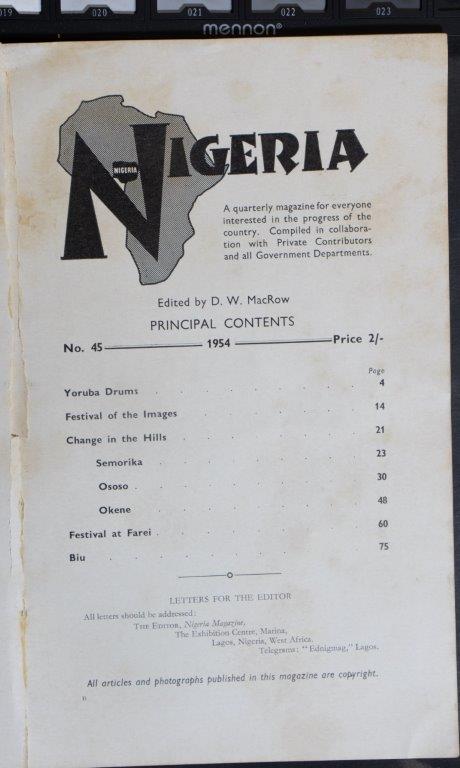 019 020 021 022 023
mennon®
NIGERIA
NIGERIA
A quarterly magazine for everyone
interested in the progress of the
country. Compiled in collabora-
tion with Private Contributors
and all Government Departments.
Edited by D. W. MacRow
PRINCIPAL CONTENTS
No. 45 1954 Price 2/-
Page
Yoruba Drums . . . . . . 4
Festival of the Images . . . . . 14
Change in the Hills . . . . . 21
Semorika . . . . . 23
Ososo . . . . . . 30
Okene . . . . . 48
Festival at Farei . . . . . 60
Biu . . . . . . . 75
LETTERS FOR THE EDITOR
All letters should be addressed:
THE EDITOR, Nigeria Magazine,
The Exhibition Centre, Marina,
Lagos, Nigeria, West Africa.
Telegrams: "Ednigmag," Lagos.
All articles and photographs published in this magazine are copyright.